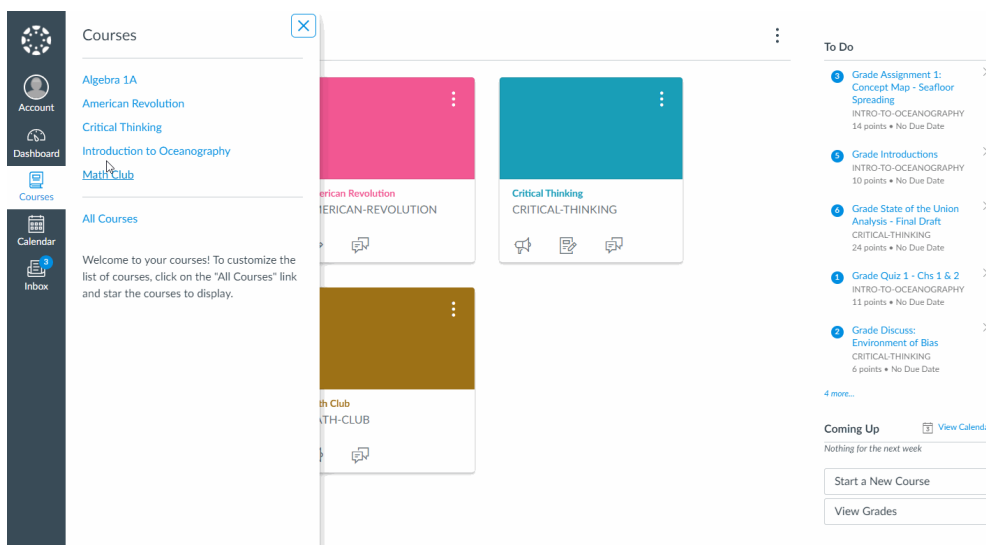 Account
Dashboard
Courses
Calendar
3
Inbox
Courses
Algebra 1A
American Revolution
Critical Thinking
Introduction to Oceanography
Math Club
All Courses
Welcome to your courses! To customize the
list of courses, click on the "All Courses" link
and star the courses to display.
erican Revolution
ERICAN-REVOLUTION
Critical Thinking
CRITICAL-THINKING
th Club
TH-CLUB
To Do
3
Grade Assignment 1:
Concept Map - Seafloor
Spreading
INTRO-TO-OCEANOGRAPHY
14 points • No Due Date
5
Grade Introductions
INTRO-TO-OCEANOGRAPHY
10 points • No Due Date
6
Grade State of the Union
Analysis - Final Draft
CRITICAL-THINKING
24 points • No Due Date
1
Grade Quiz 1 - Chs 1 & 2
INTRO-TO-OCEANOGRAPHY
11 points • No Due Date
2
Grade Discuss:
Environment of Bias
CRITICAL-THINKING
6 points • No Due Date
4 more...
Coming Up
View Calenda
Nothing for the next week
Start a New Course
View Grades